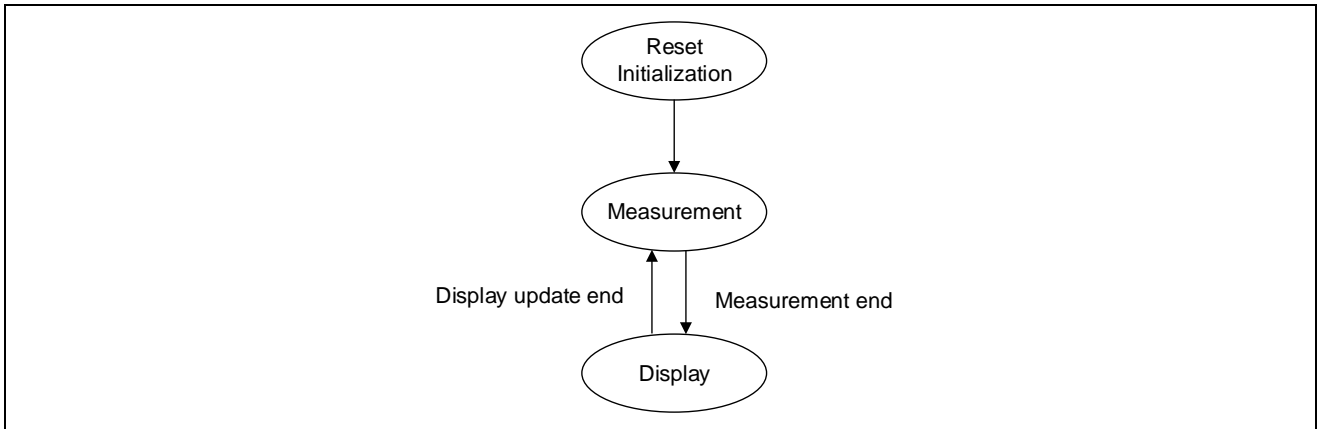 Reset
Initialization
Measurement
Display update end
Measurement end
Display